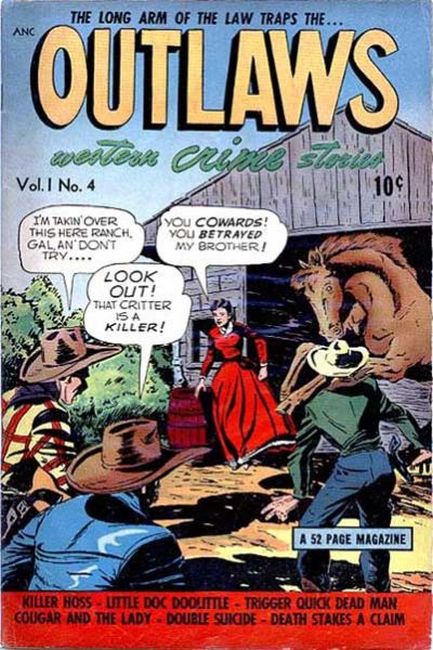 THE LONG ARM OF THE LAW TRAPS THE...
ANC
OUTLAWS
western crime stories
Vol. I No. 4
10¢
I'M TAKIN' OVER
THIS HERE RANCH,
GAL, AN' DON'T
TRY....
YOU COWARDS!
YOU BETRAYED
MY BROTHER!
LOOK
OUT!
THAT CRITTER
IS A
KILLER!
A 52 PAGE MAGAZINE
KILLER HOSS - LITTLE DOC DOOLITTLE - TRIGGER QUICK DEAD MAN
COUGAR AND THE LADY - DOUBLE SUICIDE - DEATH STAKES A CLAIM